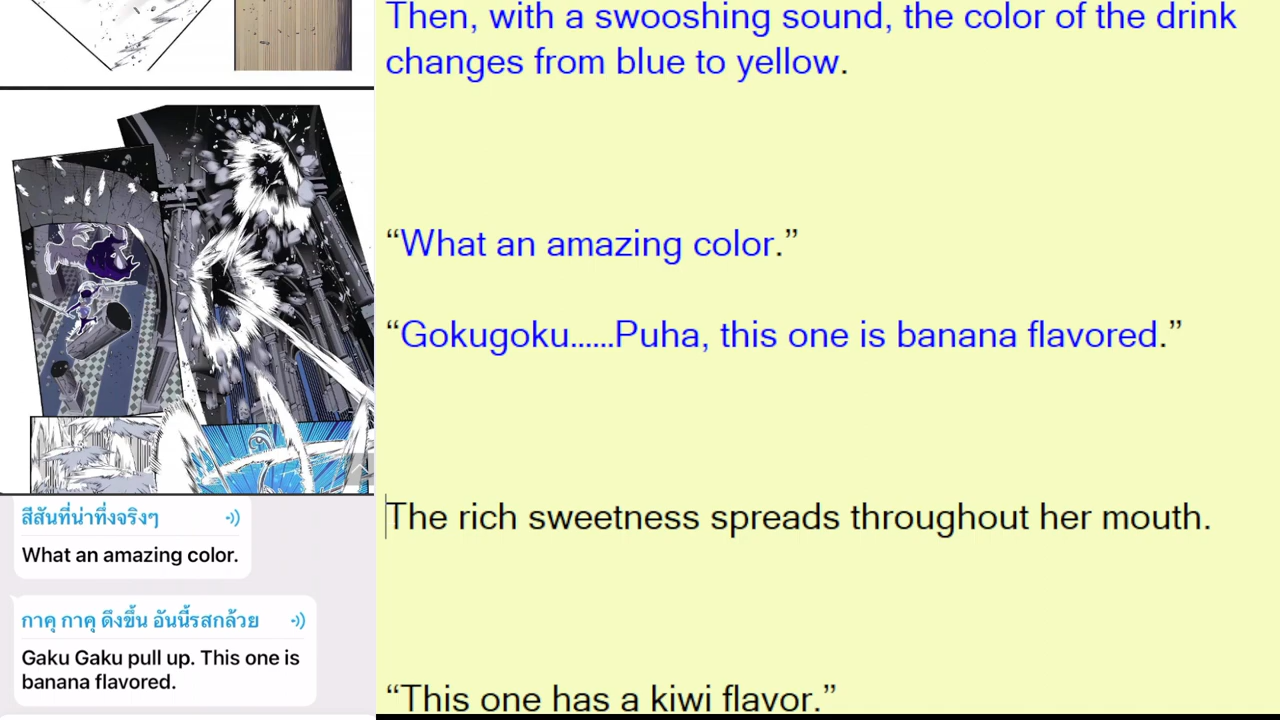 Then, with a swooshing sound, the color of the drink
changes from blue to yellow.
“What an amazing color.”
“Gokugoku......Puha, this one is banana flavored.”
The rich sweetness spreads throughout her mouth.
“This one has a kiwi flavor.”
สีสันที่น่าทึ่งจริงๆ
What an amazing color.
กาคุ กาคุ ดึงขึ้น อันนี้รสกล้วย
Gaku Gaku pull up. This one is
banana flavored.